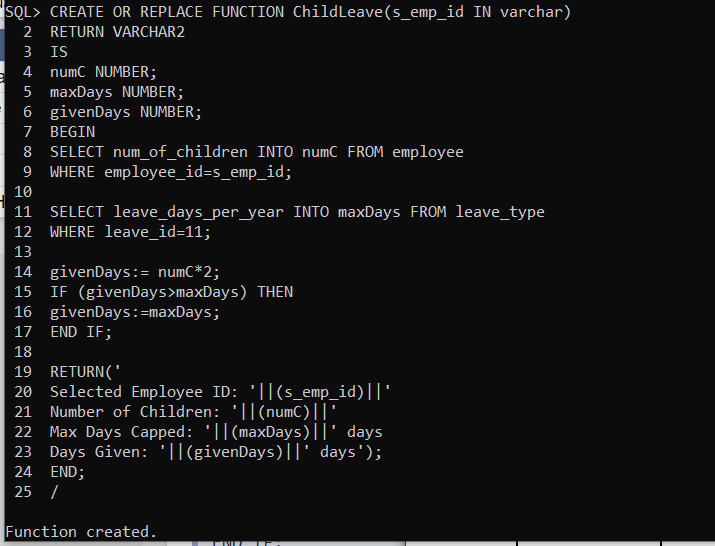 SQL> CREATE OR REPLACE FUNCTION ChildLeave(s_emp_id IN varchar)
2 RETURN VARCHAR2
3 IS
4 numC NUMBER;
5 maxDays NUMBER;
6 givenDays NUMBER;
7 BEGIN
8 SELECT num_of_children INTO numC FROM employee
9 WHERE employee_id=s_emp_id;
10
11 SELECT leave_days_per_year INTO maxDays FROM leave_type
12 WHERE leave_id=11;
13
14 givenDays:= numC*2;
15 IF (givenDays>maxDays) THEN
16 givenDays:=maxDays;
17 END IF;
18
19 RETURN('
20 Selected Employee ID: '||(s_emp_id)||'
21 Number of Children: '||(numC)||'
22 Max Days Capped: '||(maxDays)||' days
23 Days Given: '||(givenDays)||' days');
24 END;
25 /
Function created.